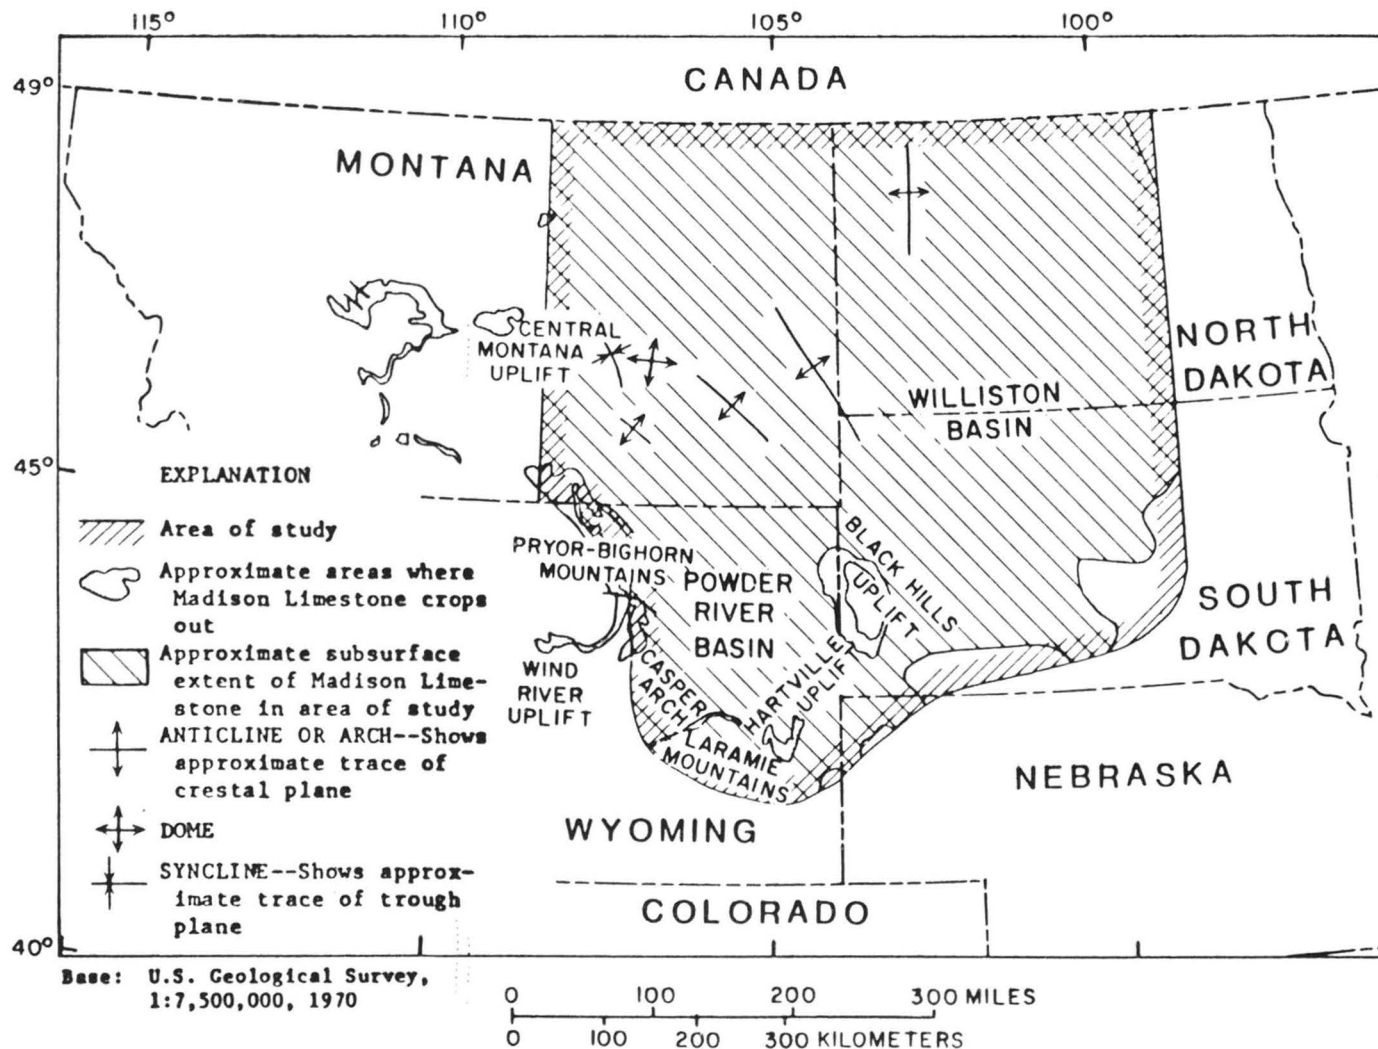 115° 110° 105° 100°
49°
CANADA
MONTANA
CENTRAL
MONTANA
UPLIFT
NORTH
DAKOTA
WILLISTON
BASIN
45°
EXPLANATION
Area of study
Approximate areas where
Madison Limestone crops
out
Approximate subsurface
extent of Madison Lime-
stone in area of study
ANTICLINE OR ARCH--Shows
approximate trace of
crestal plane
DOME
SYNCLINE--Shows approx-
imate trace of trough
plane
PRYOR-BIGHORN
MOUNTAINS
POWDER
RIVER
BASIN
BLACK HILLS
UPLIFT
SOUTH
DAKOTA
WIND
RIVER
UPLIFT
CASPER
ARCH
HARTVILLE
UPLIFT
LARAMIE
MOUNTAINS
NEBRASKA
WYOMING
COLORADO
40°
Base: U.S. Geological Survey,
1:7,500,000, 1970
0 100 200 300 MILES
0 100 200 300 KILOMETERS